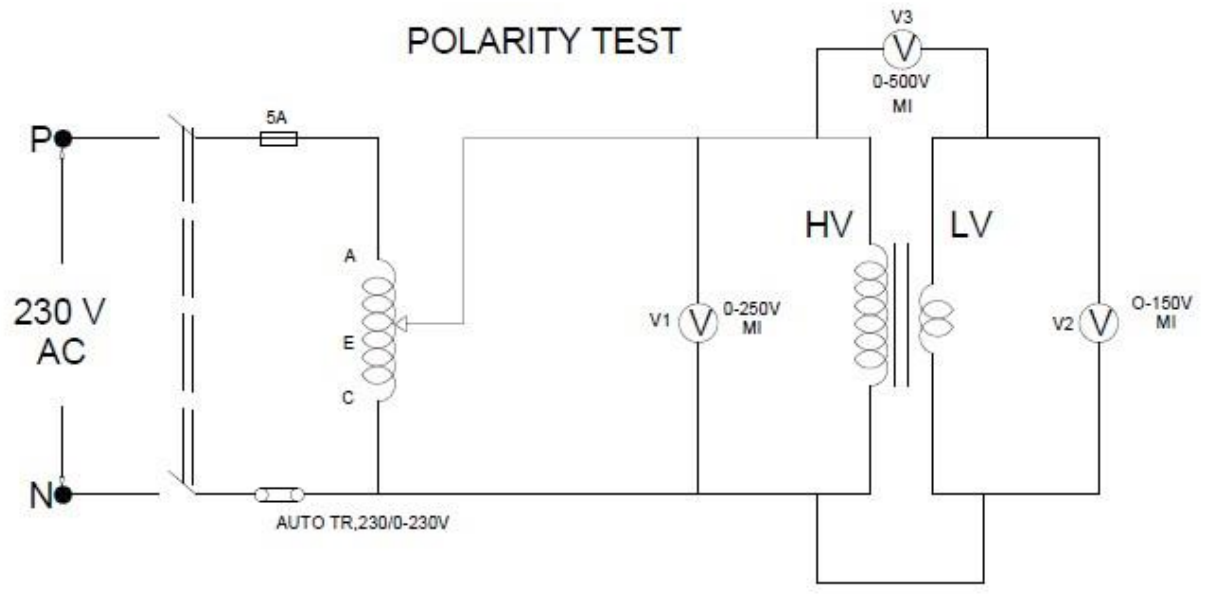 POLARITY TEST
V3
V
0-500V
MI
P
5A
HV
LV
A
230 V
AC
E
C
V1
V
0-250V
MI
V2
V
O-150V
MI
N
AUTO TR,230/0-230V